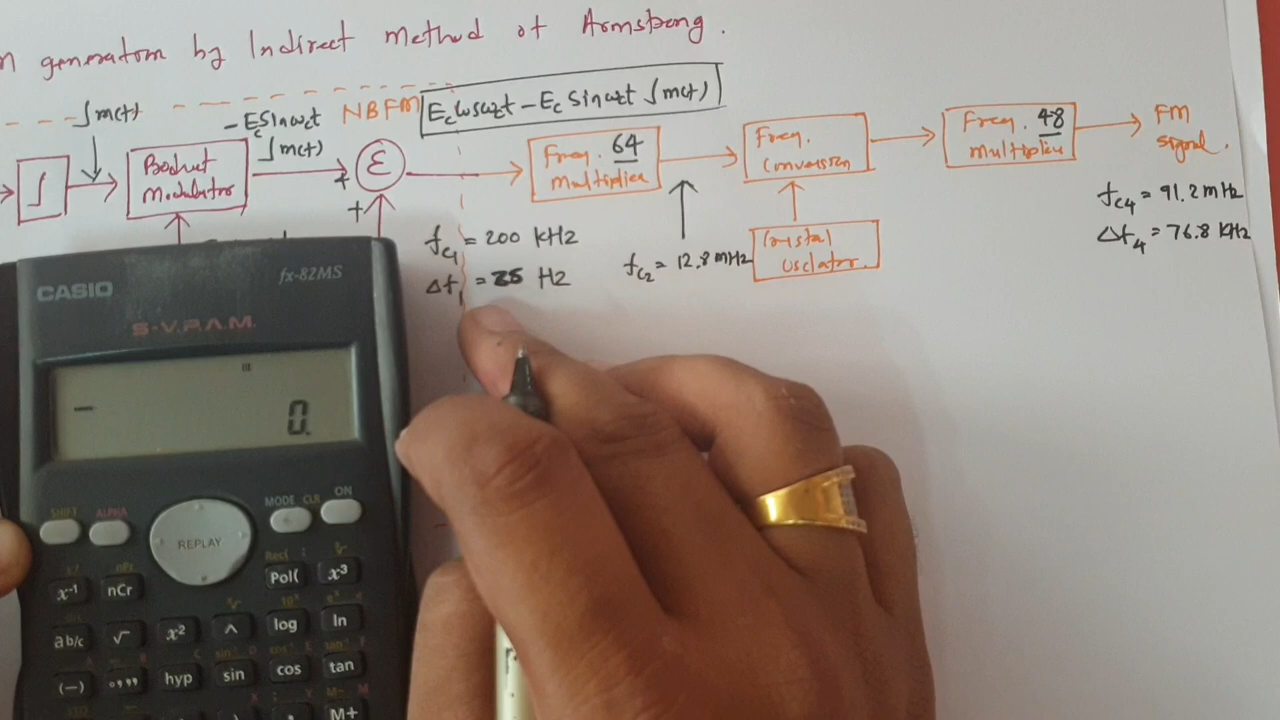 n generatom by Indirect method of Armstrong.
∫m(t)
-Ec Sinωct ∫m(t)
NBFM
Ec Cosωct - Ec Sinωct ∫m(t)
∫
Product Modulator
Σ
+
+
Freq. 64 multiplier
Freq. Conversion
Freq. 48 multiplier
FM signal.
Crystal Oscilator.
fc1 = 200 KHz
Δf1 = 25 Hz
fc2 = 12.8 mHz
fc4 = 91.2 mHz
Δf4 = 76.8 KHz
CASIO
fx-82MS
S-V.P.A.M.
0.
SHIFT
ALPHA
REPLAY
MODE CLR
ON
x-1
nCr
Pol(
x3
ab/c
√
x2
^
log
ln
(-)
hyp
sin
cos
tan
M+